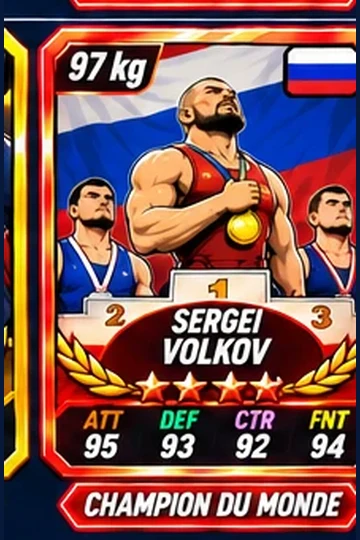 97 kg
1
2
3
SERGEI
VOLKOV
ATT DEF CTR FNT
95 93 92 94
CHAMPION DU MONDE